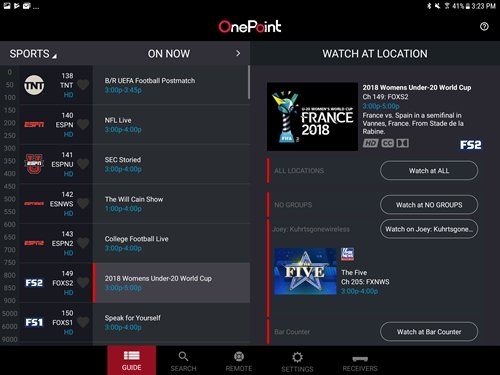 41% 3:23 PM
OnePoint
SPORTS
ON NOW
WATCH AT LOCATION
0
50
100
150
200
250
300
350
400
450
500
550
600
650
700
750
800
850
900
950
5000
6000
9000
TNT
138
TNT
HD
B/R UEFA Football Postmatch
3:00p-3:45p
ESPN
140
ESPN
HD
NFL Live
3:00p-4:00p
ESPN
141
ESPNU
HD
SEC Storied
3:00p-4:00p
142
ESNWS
HD
The Will Cain Show
1:00p-4:00p
ESPN2
143
ESPN2
HD
College Football Live
3:00p-4:00p
FS2
149
FOXS2
HD
2018 Womens Under-20 World Cup
3:00p-5:00p
FS1
150
FOXS1
HD
Speak for Yourself
3:00p-4:00p
U-20 WOMEN'S WORLD CUP
FRANCE
2018
FIFA
2018 Womens Under-20 World Cup
Ch 149: FOXS2
3:00p-5:00p
France vs. Spain in a semifinal in
Vannes, France. From Stade de la
Rabine.
HD CC
FS2
ALL LOCATIONS
Watch at ALL
NO GROUPS
Watch at NO GROUPS
Joey: Kuhrtsgonewireless
Watch on Joey: Kuhrtsgone...
THE
FIVE
The Five
Ch 205: FXNWS
3:00p-4:00p
Bar Counter
Watch at Bar Counter
GUIDE
SEARCH
REMOTE
SETTINGS
RECEIVERS